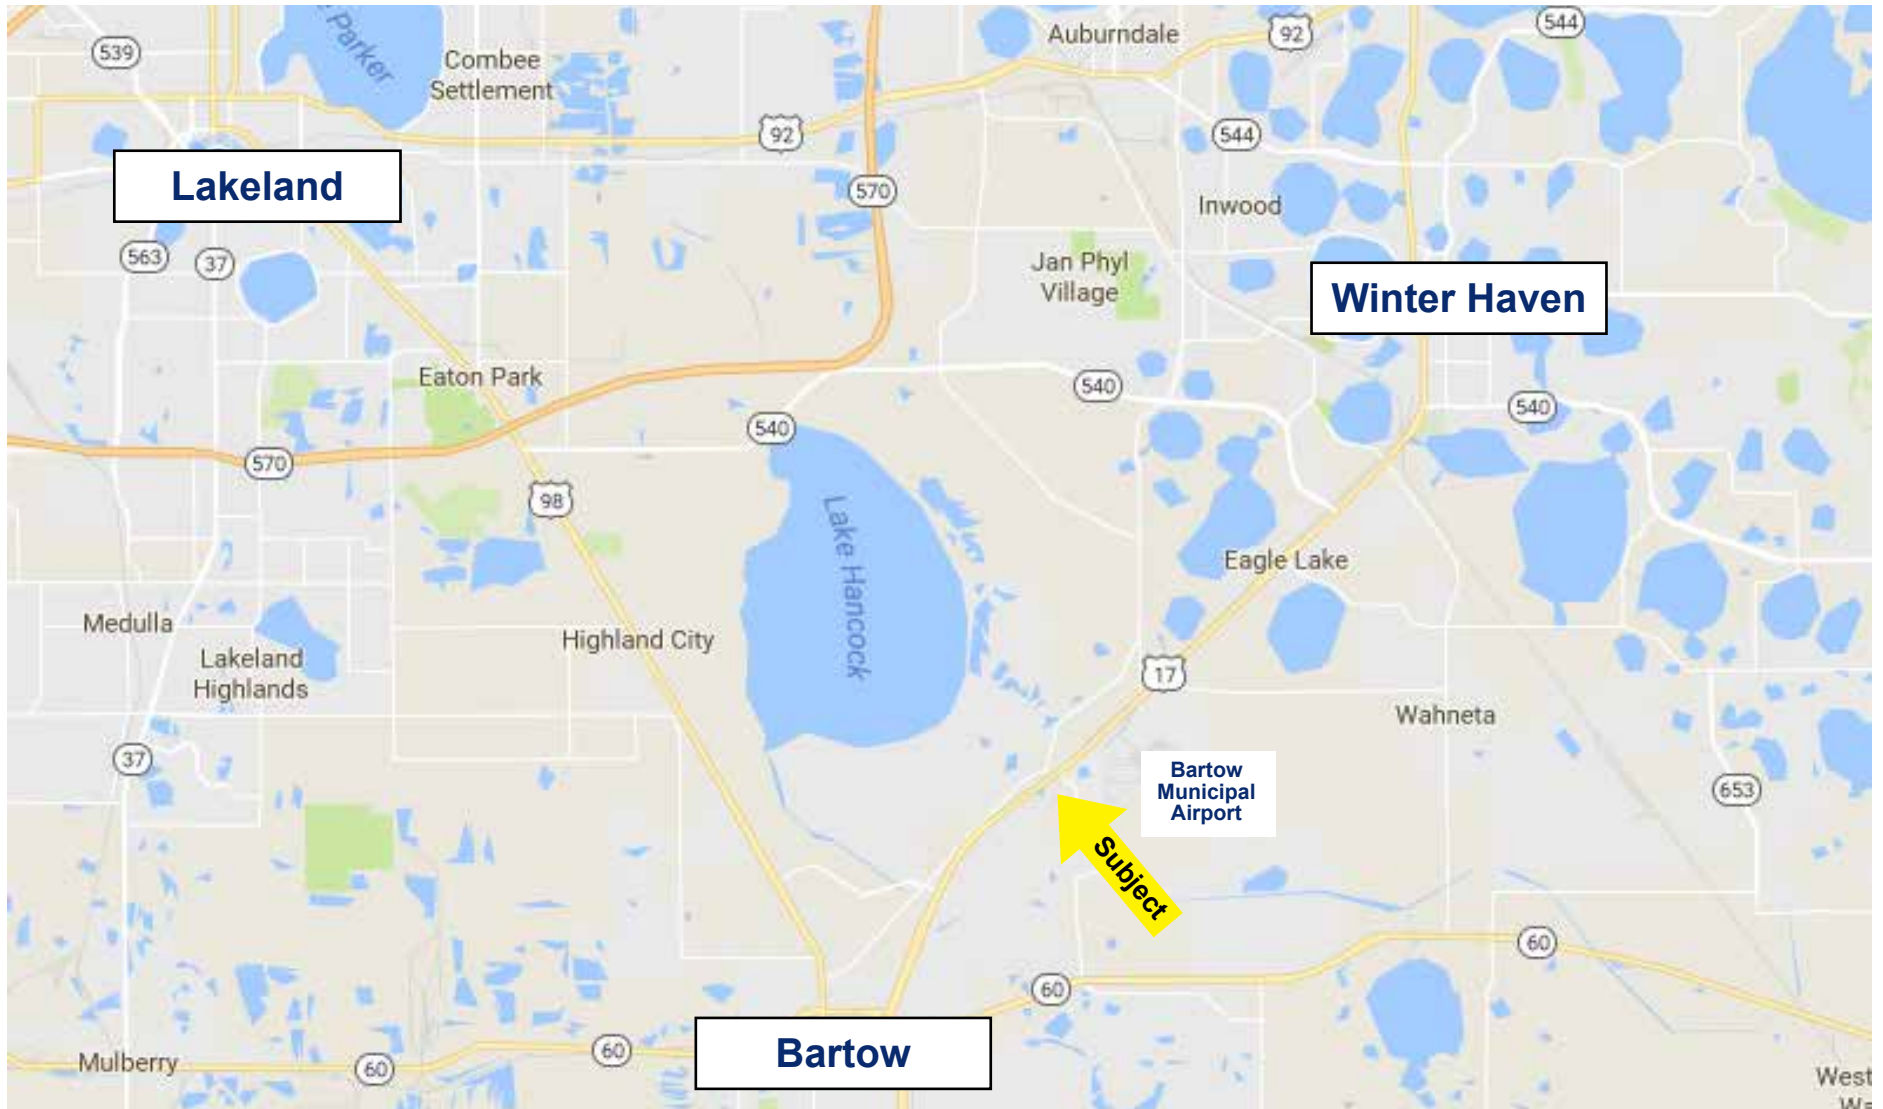 e Parker
539
Combee
Settlement
Auburndale
92
544
92
544
Lakeland
570
Inwood
563
37
Jan Phyl
Village
Winter Haven
Eaton Park
540
540
540
570
98
Lake Hancock
Eagle Lake
Medulla
Highland City
Lakeland
Highlands
17
Wahneta
37
Bartow
Municipal
Airport
653
Subject
60
60
Bartow
60
60
Mulberry
West
Wa